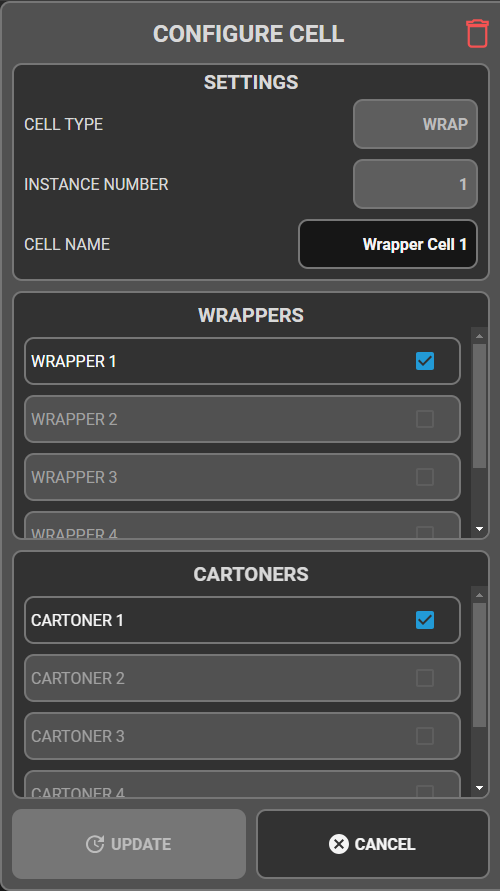 CONFIGURE CELL
SETTINGS
CELL TYPE WRAP
INSTANCE NUMBER 1
CELL NAME Wrapper Cell 1
WRAPPERS
WRAPPER 1
WRAPPER 2
WRAPPER 3
WRAPPER 4
CARTONERS
CARTONER 1
CARTONER 2
CARTONER 3
CARTONER 4
UPDATE CANCEL